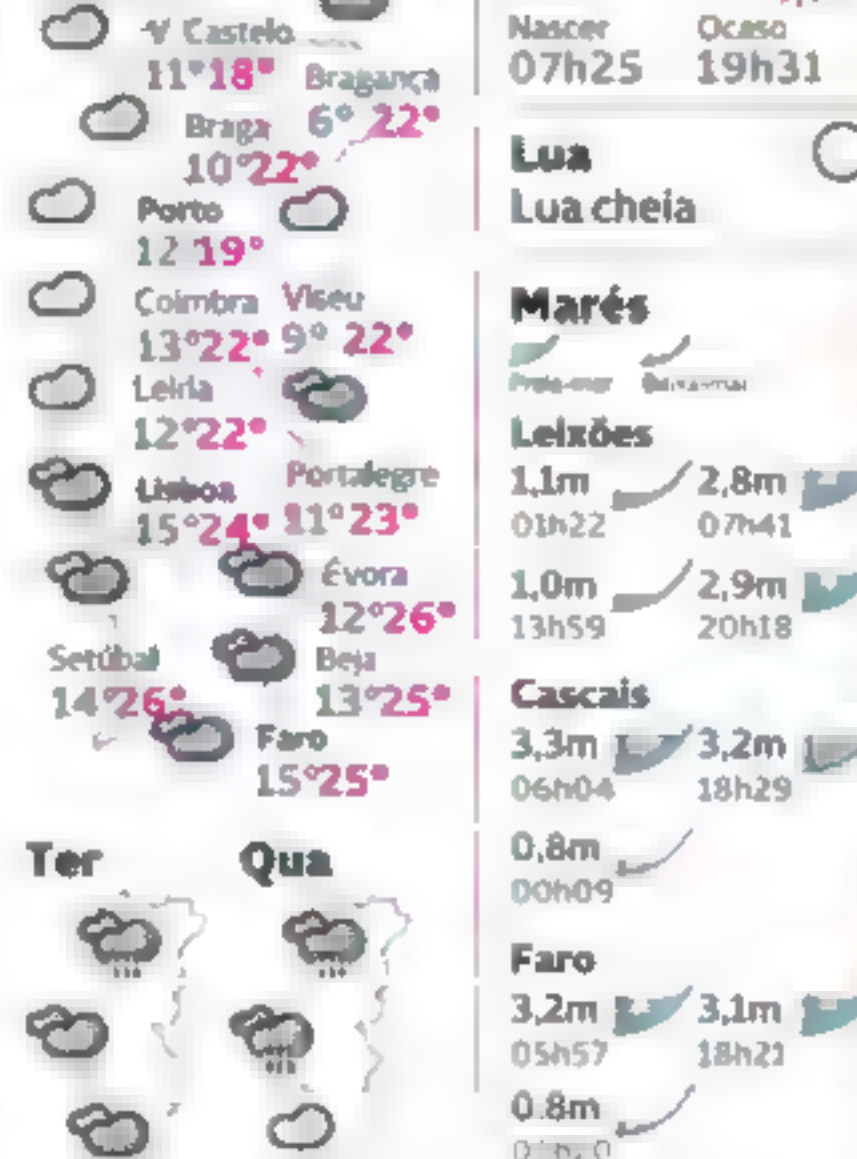 V Castelo
11° 18°
Bragança
6° 22°
Braga
10° 22°
Porto
12 19°
Coimbra
13° 22°
Viseu
9° 22°
Leiria
12° 22°
Lisboa
15° 24°
Portalegre
11° 23°
Évora
12° 26°
Setúbal
14° 26°
Beja
13° 25°
Faro
15° 25°
Ter Qua
Nascer Ocaso
07h25 19h31
Lua
Lua cheia
Marés
Preia-mar Baixa-mar
Leixões
1,1m 2,8m
01h22 07h41
1,0m 2,9m
13h59 20h18
Cascais
3,3m 3,2m
06h04 18h29
0,8m
00h09
Faro
3,2m 3,1m
05h57 18h21
0.8m